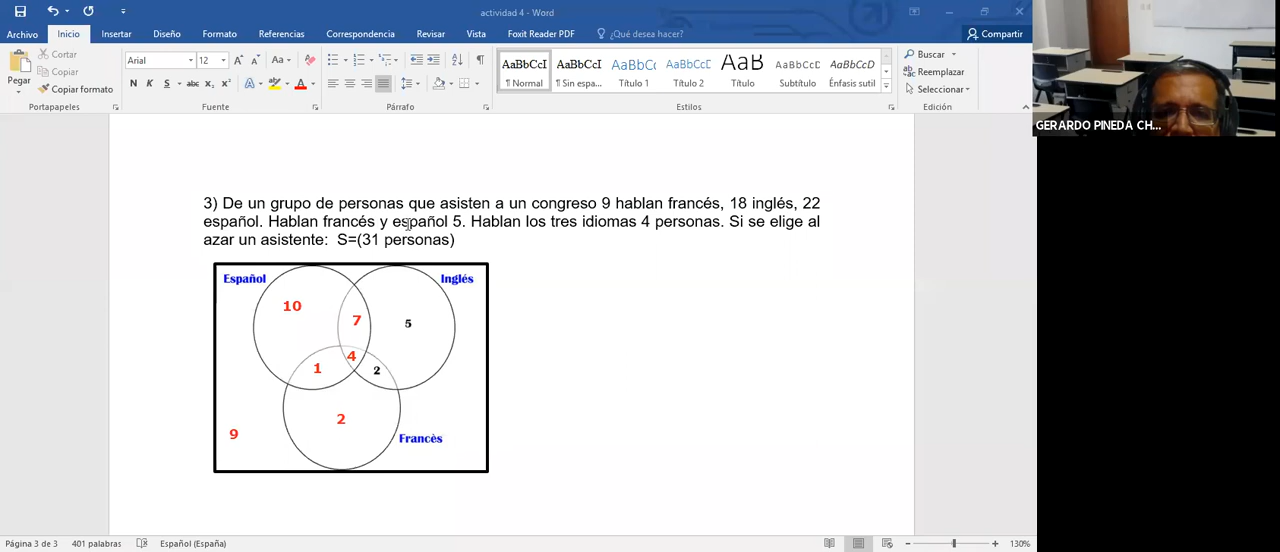 actividad 4 - Word
Archivo Inicio Insertar Diseño Formato Referencias Correspondencia Revisar Vista Foxit Reader PDF ¿Qué desea hacer? Compartir
Pegar
Cortar
Copiar
Copiar formato
Portapapeles
Arial 12
N K S abc x₂ x²
Fuente
Párrafo
AaBbCcI AaBbCcI AaBbCc AaBbCcD AaB AaBbCcD AaBbCcD
¶ Normal ¶ Sin espa... Título 1 Título 2 Título Subtítulo Énfasis sutil
Estilos
Buscar
Reemplazar
Seleccionar
Edición
GERARDO PINEDA CH...
3) De un grupo de personas que asisten a un congreso 9 hablan francés, 18 inglés, 22
español. Hablan francés y español 5. Hablan los tres idiomas 4 personas. Si se elige al
azar un asistente: S=(31 personas)
Español Inglés
10
7 5
4
1 2
2
9
Francès
Página 3 de 3 401 palabras Español (España) 130%